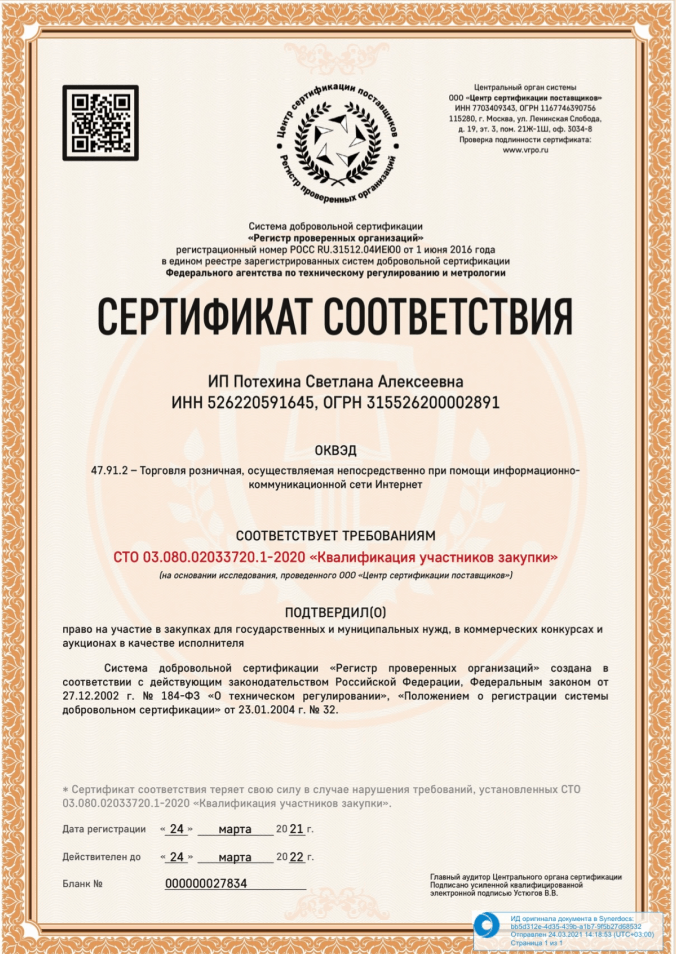 Центр сертификации поставщиков
Регистр проверенных организаций
Центральный орган системы
ООО «Центр сертификации поставщиков»
ИНН 7703409343, ОГРН 1167746390756
115280, г. Москва, ул. Ленинская Слобода,
д. 19, эт. 3, пом. 21Ж-1Ш, оф. 3034-8
Проверка подлинности сертификата:
www.vrpo.ru
Система добровольной сертификации
«Регистр проверенных организаций»
регистрационный номер РОСС RU.31512.04ИЕЮ0 от 1 июня 2016 года
в едином реестре зарегистрированных систем добровольной сертификации
Федерального агентства по техническому регулированию и метрологии
СЕРТИФИКАТ СООТВЕТСТВИЯ
ИП Потехина Светлана Алексеевна
ИНН 526220591645, ОГРН 315526200002891
ОКВЭД
47.91.2 – Торговля розничная, осуществляемая непосредственно при помощи информационно-
коммуникационной сети Интернет
СООТВЕТСТВУЕТ ТРЕБОВАНИЯМ
СТО 03.080.02033720.1-2020 «Квалификация участников закупки»
(на основании исследования, проведенного ООО «Центр сертификации поставщиков»)
ПОДТВЕРДИЛ(О)
право на участие в закупках для государственных и муниципальных нужд, в коммерческих конкурсах и
аукционах в качестве исполнителя
Система добровольной сертификации «Регистр проверенных организаций» создана в
соответствии с действующим законодательством Российской Федерации, Федеральным законом от
27.12.2002 г. № 184-ФЗ «О техническом регулировании», «Положением о регистрации системы
добровольном сертификации» от 23.01.2004 г. № 32.
* Сертификат соответствия теряет свою силу в случае нарушения требований, установленных СТО
03.080.02033720.1-2020 «Квалификация участников закупки».
Дата регистрации « 24 » марта 2021 г.
Действителен до « 24 » марта 2022 г.
Бланк № 000000027834
Главный аудитор Центрального органа сертификации
Подписано усиленной квалифицированной
электронной подписью Устюгов В.В.
ИД оригинала документа в Synerdocs:
bb5d312e-4d35-439b-a1b7-9f5b27d68532
Отправлен 24.03.2021 14:18:53 (UTC+03:00)
Страница 1 из 1